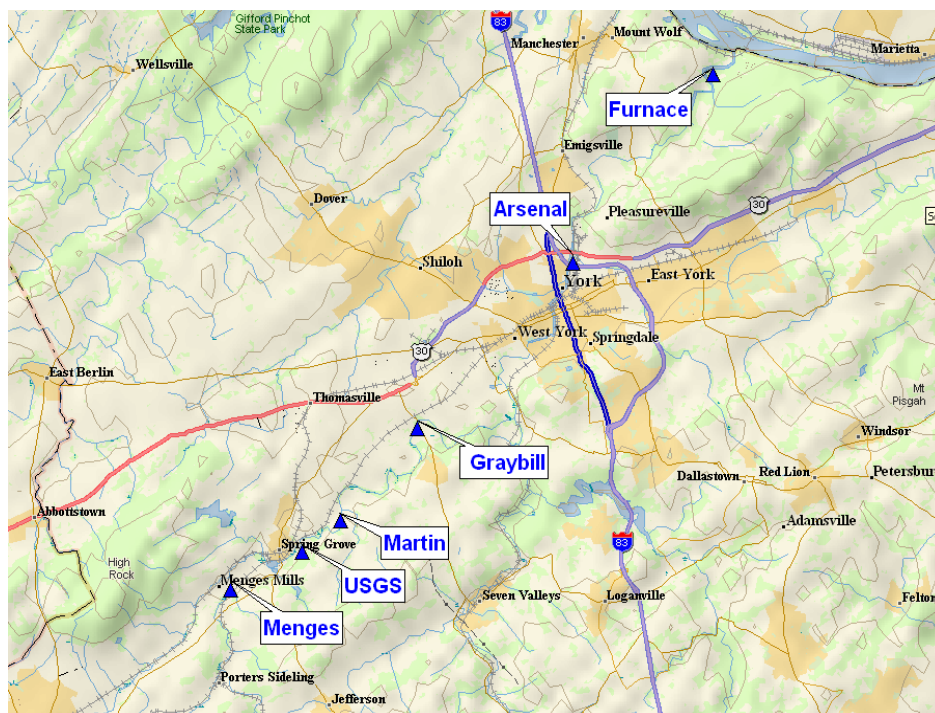 Gifford Pinchot
State Park
83
Manchester
Mount Wolf
Marietta
Wellsville
Furnace
Emigsville
Dover
Arsenal
30
Pleasureville
Shiloh
York
East York
West York
Springdale
30
East Berlin
Thomasville
Mt
Pisgah
Graybill
Windsor
Dallastown
Red Lion
Petersbur
Abbottstown
Adamsville
Martin
83
Spring Grove
High
Rock
USGS
Menges Mills
Seven Valleys
Loganville
Felton
Menges
Porters Sideling
Jefferson